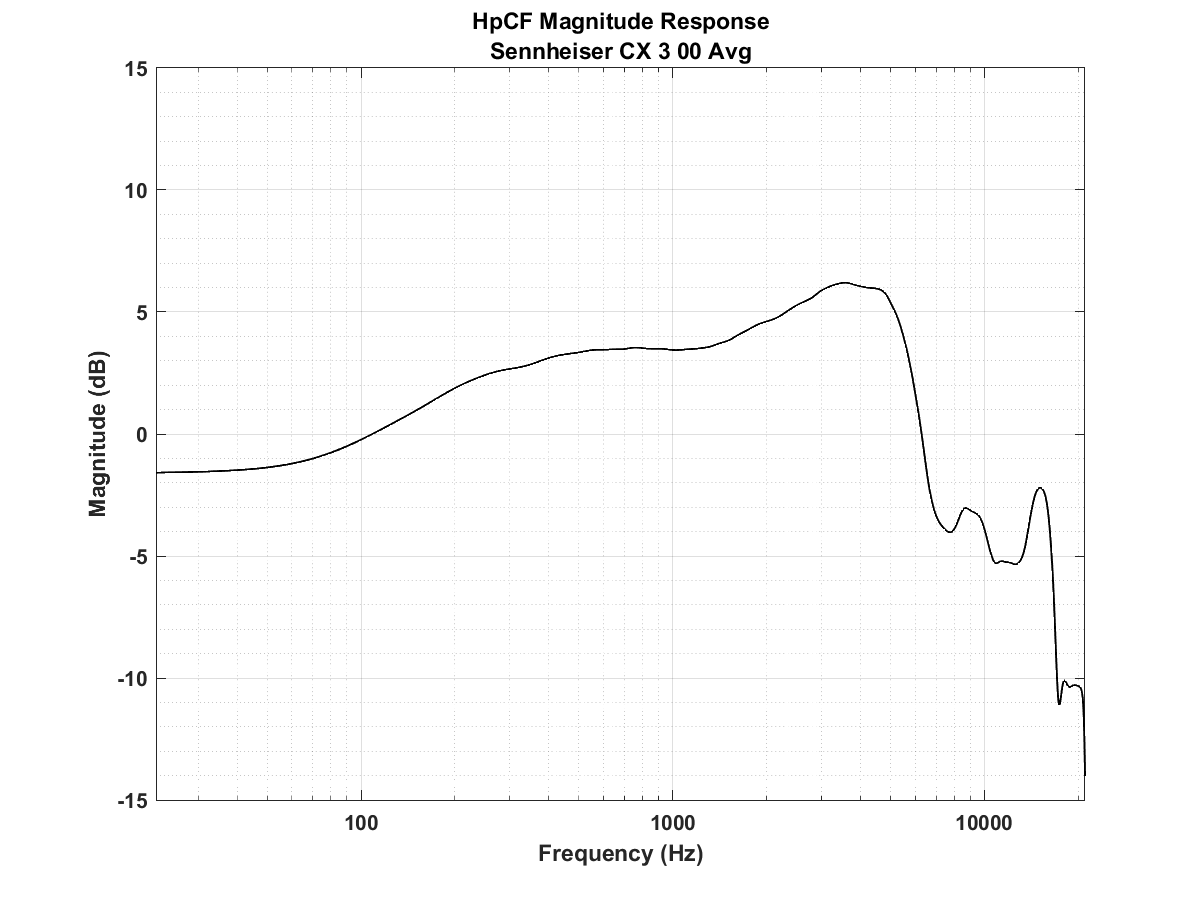 HpCF Magnitude Response
Sennheiser CX 3 00 Avg
15
10
5
0
-5
-10
-15
Magnitude (dB)
100
1000
10000
Frequency (Hz)